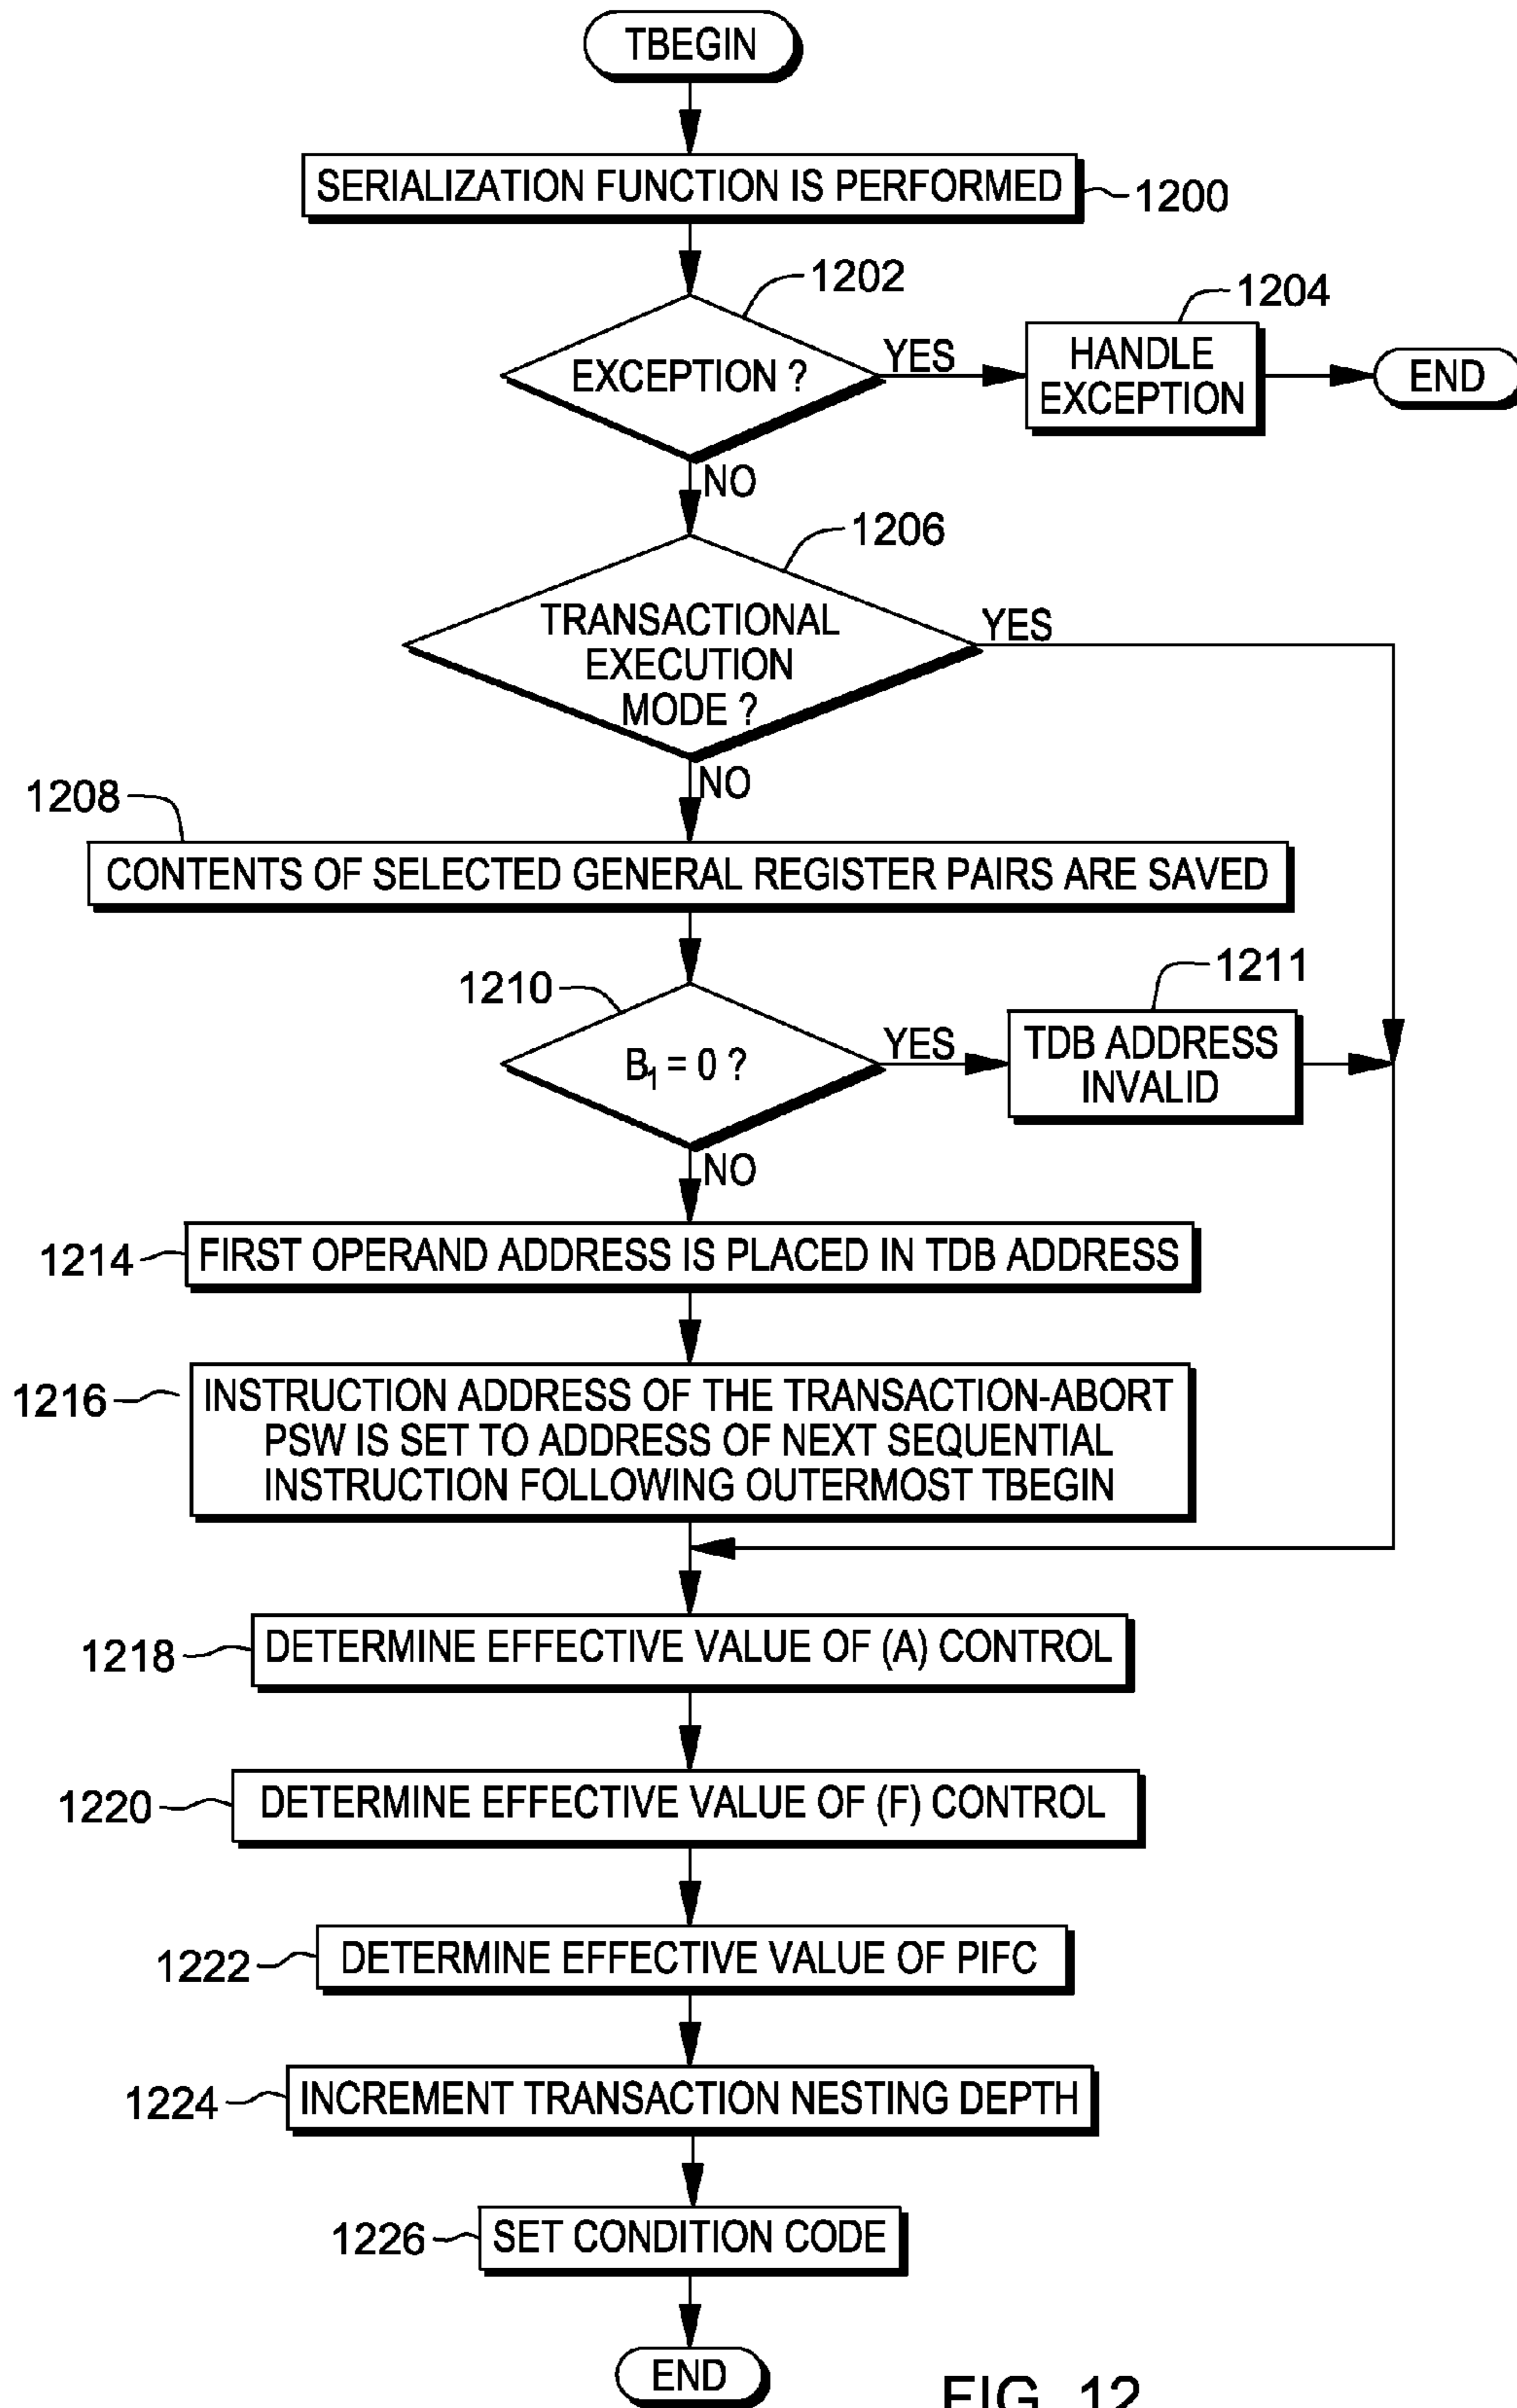 TBEGIN
SERIALIZATION FUNCTION IS PERFORMED
1200
1202
EXCEPTION ?
YES
1204
HANDLE
EXCEPTION
END
NO
1206
TRANSACTIONAL
EXECUTION
MODE ?
YES
NO
1208
CONTENTS OF SELECTED GENERAL REGISTER PAIRS ARE SAVED
1210
B₁ = 0 ?
YES
1211
TDB ADDRESS
INVALID
NO
1214
FIRST OPERAND ADDRESS IS PLACED IN TDB ADDRESS
1216
INSTRUCTION ADDRESS OF THE TRANSACTION-ABORT
PSW IS SET TO ADDRESS OF NEXT SEQUENTIAL
INSTRUCTION FOLLOWING OUTERMOST TBEGIN
1218
DETERMINE EFFECTIVE VALUE OF (A) CONTROL
1220
DETERMINE EFFECTIVE VALUE OF (F) CONTROL
1222
DETERMINE EFFECTIVE VALUE OF PIFC
1224
INCREMENT TRANSACTION NESTING DEPTH
1226
SET CONDITION CODE
END
FIG. 12